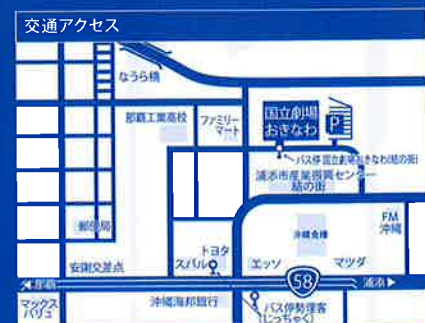 交通アクセス
なうら橋
那覇工業高校
ファミリー
マート
国立劇場
おきなわ
P
バス停 国立劇場おきなわ(結の街)
浦添市産業振興センター
結の街
郵便局
沖縄食糧
FM
沖縄
トヨタ
スバル
安謝交差点
エッソ
マツダ
58
那覇
浦添
マックス
バリュ
沖縄海邦銀行
バス停勢理客
(じっちゃく)